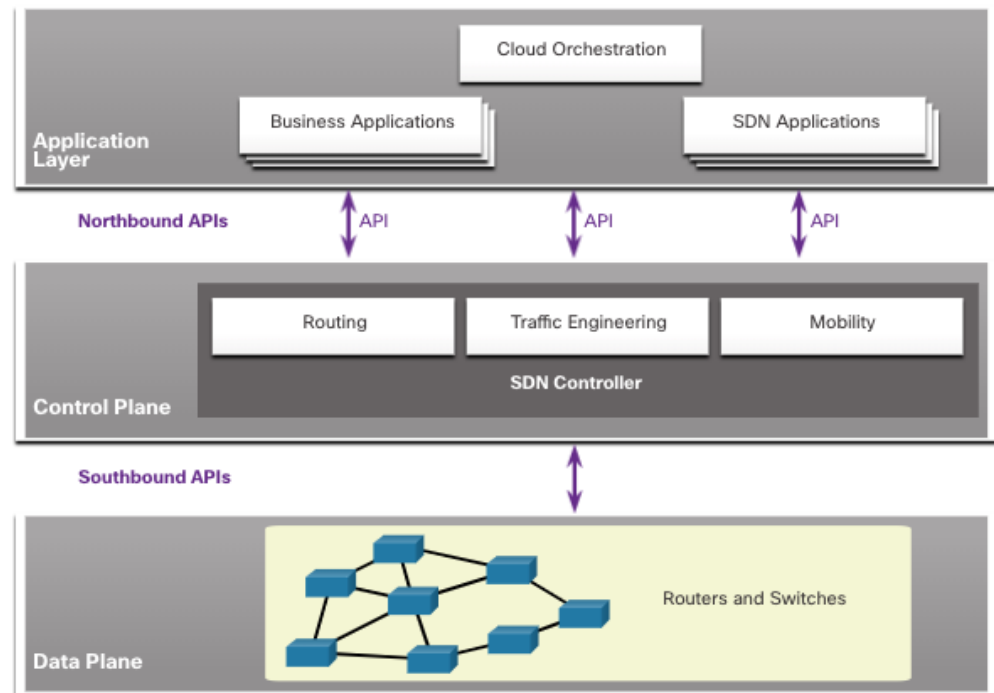 Cloud Orchestration
Business Applications
SDN Applications
Application
Layer
Northbound APIs
API
API
API
Routing
Traffic Engineering
Mobility
SDN Controller
Control Plane
Southbound APIs
Routers and Switches
Data Plane